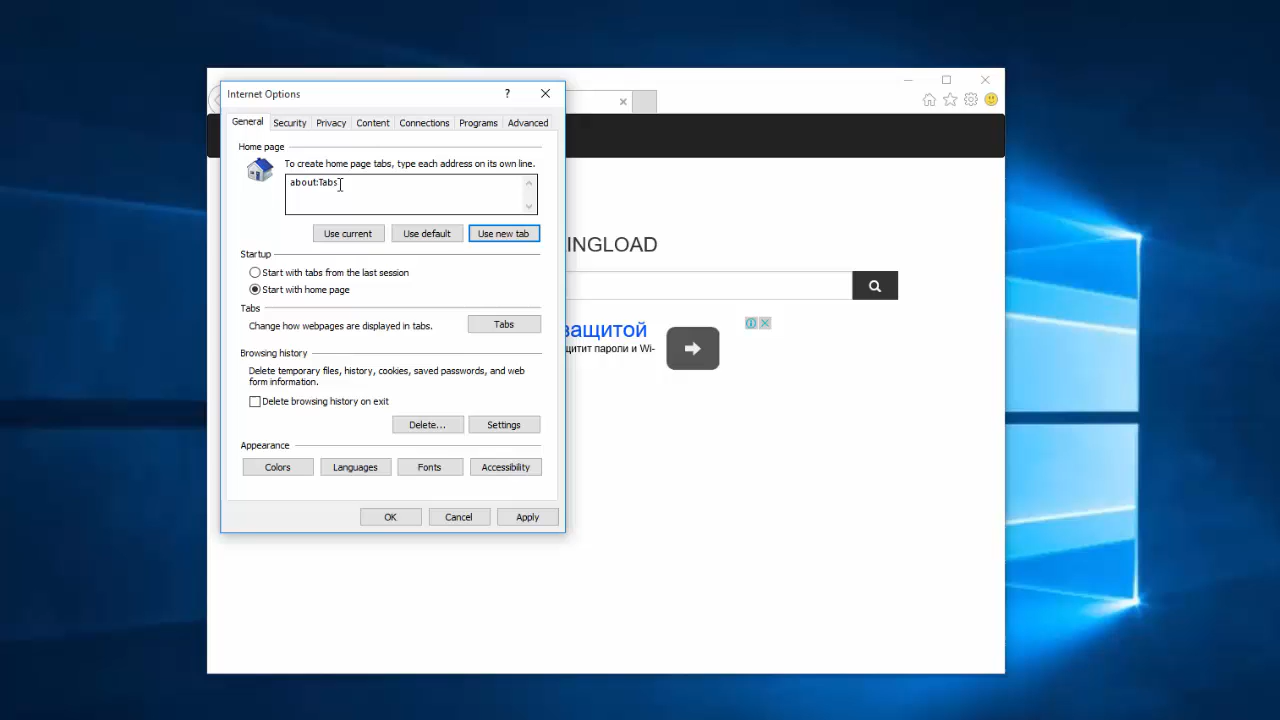 Internet Options
?
General
Security
Privacy
Content
Connections
Programs
Advanced
Home page
To create home page tabs, type each address on its own line.
about:Tabs
Use current
Use default
Use new tab
Startup
Start with tabs from the last session
Start with home page
Tabs
Change how webpages are displayed in tabs.
Tabs
Browsing history
Delete temporary files, history, cookies, saved passwords, and web
form information.
Delete browsing history on exit
Delete...
Settings
Appearance
Colors
Languages
Fonts
Accessibility
OK
Cancel
Apply
INGLOAD
защитой
щитит пароли и Wi-